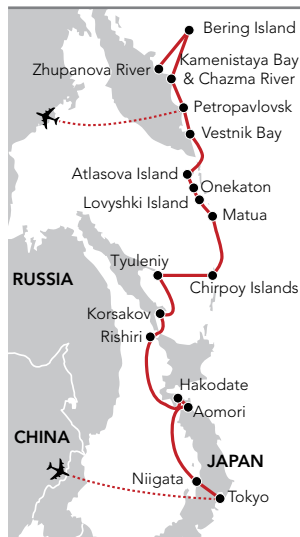 Bering Island
Kamenistaya Bay
& Chazma River
Zhupanova River
Petropavlovsk
Vestnik Bay
Atlasova Island
Onekaton
Lovyshki Island
Matua
Tyuleniy
RUSSIA
Chirpoy Islands
Korsakov
Rishiri
Hakodate
Aomori
CHINA
JAPAN
Niigata
Tokyo